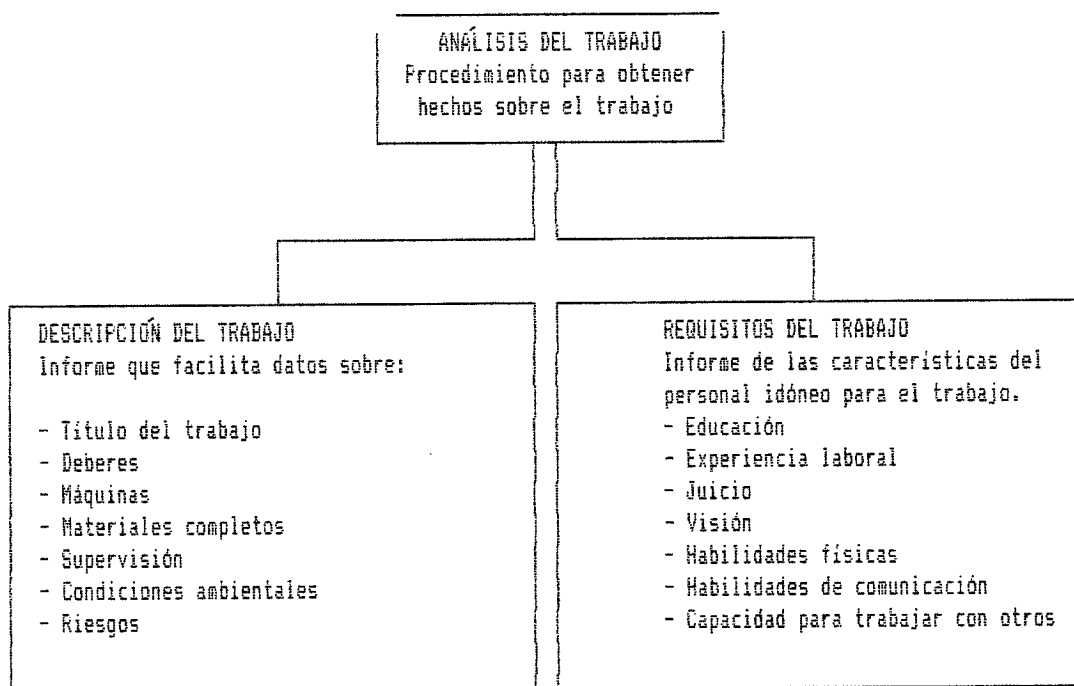 ANÁLISIS DEL TRABAJO
Procedimiento para obtener
hechos sobre el trabajo
DESCRIPCIÓN DEL TRABAJO
Informe que facilita datos sobre:
- Título del trabajo
- Deberes
- Máquinas
- Materiales completos
- Supervisión
- Condiciones ambientales
- Riesgos
REQUISITOS DEL TRABAJO
Informe de las características del
personal idóneo para el trabajo.
- Educación
- Experiencia laboral
- Juicio
- Visión
- Habilidades físicas
- Habilidades de comunicación
- Capacidad para trabajar con otros